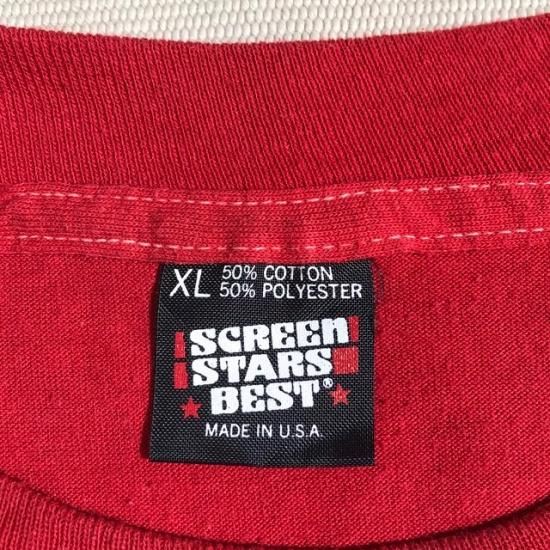 XL 50% COTTON
50% POLYESTER
SCREEN
STARS
BEST®
MADE IN U.S.A.